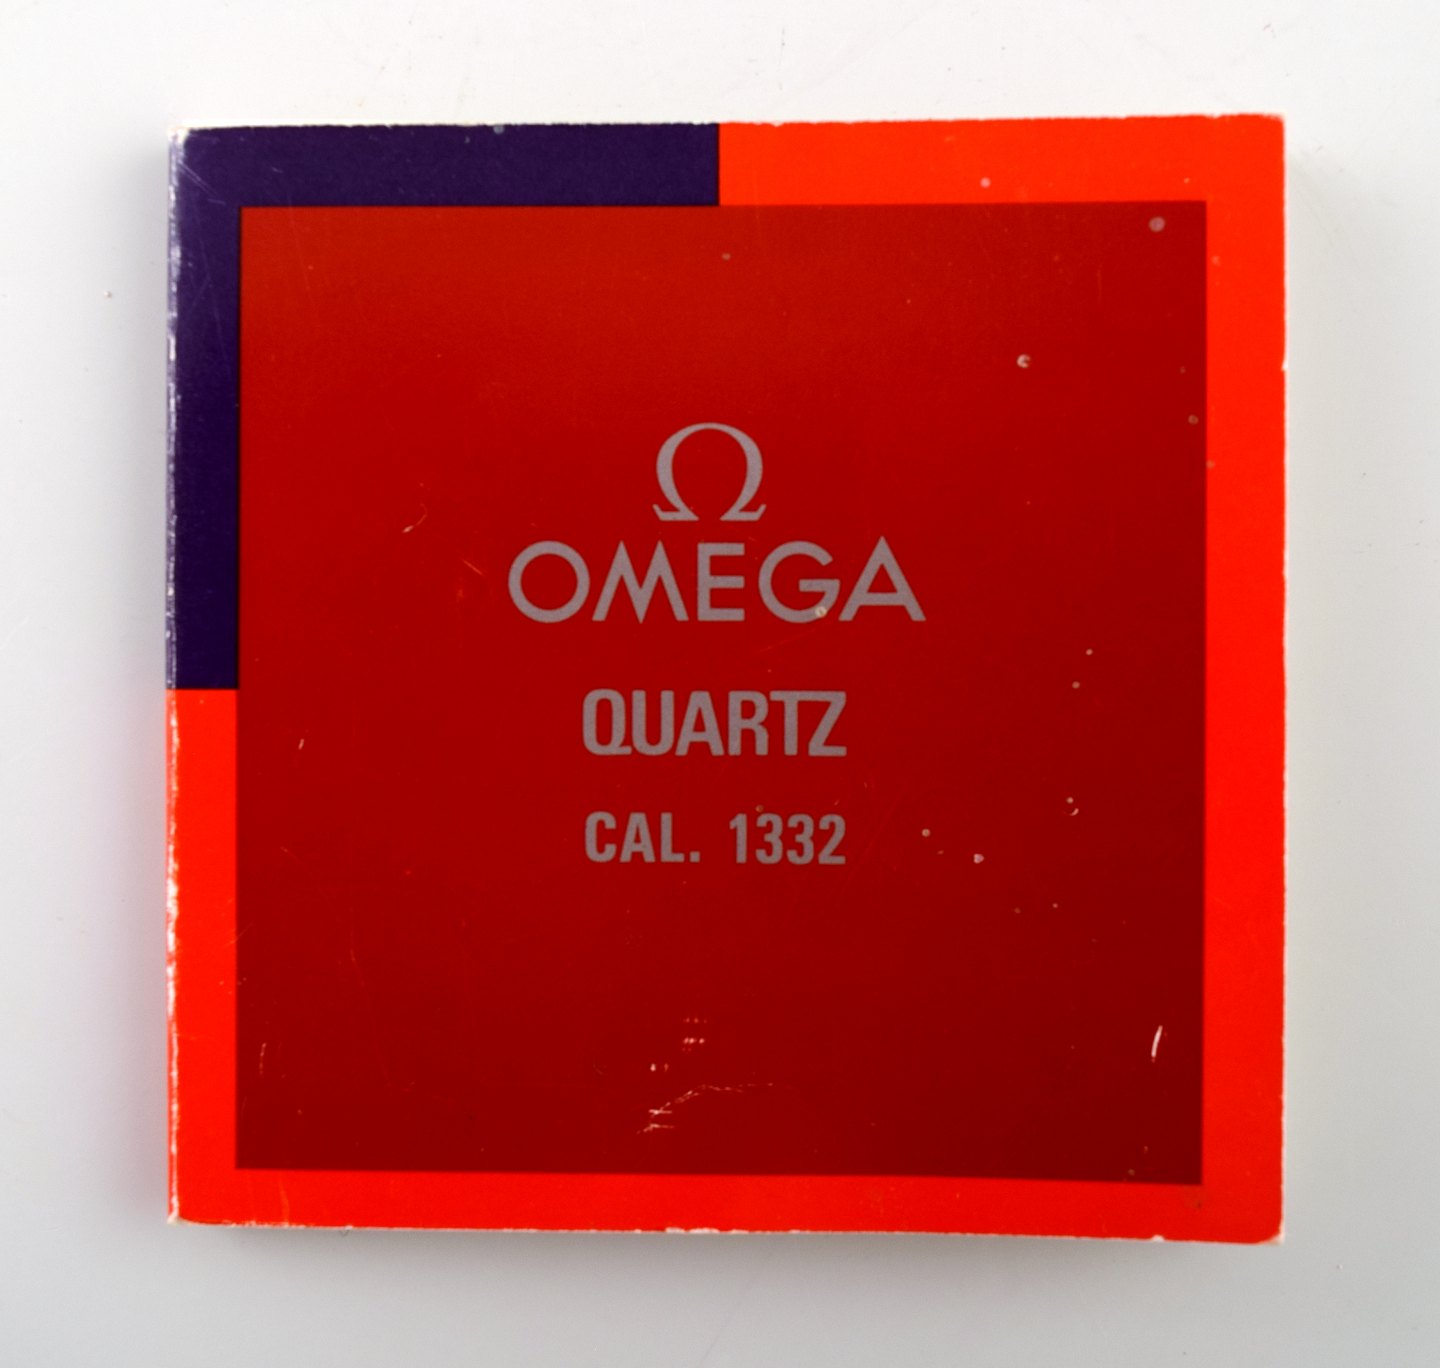 Ω
OMEGA
QUARTZ
CAL. 1332